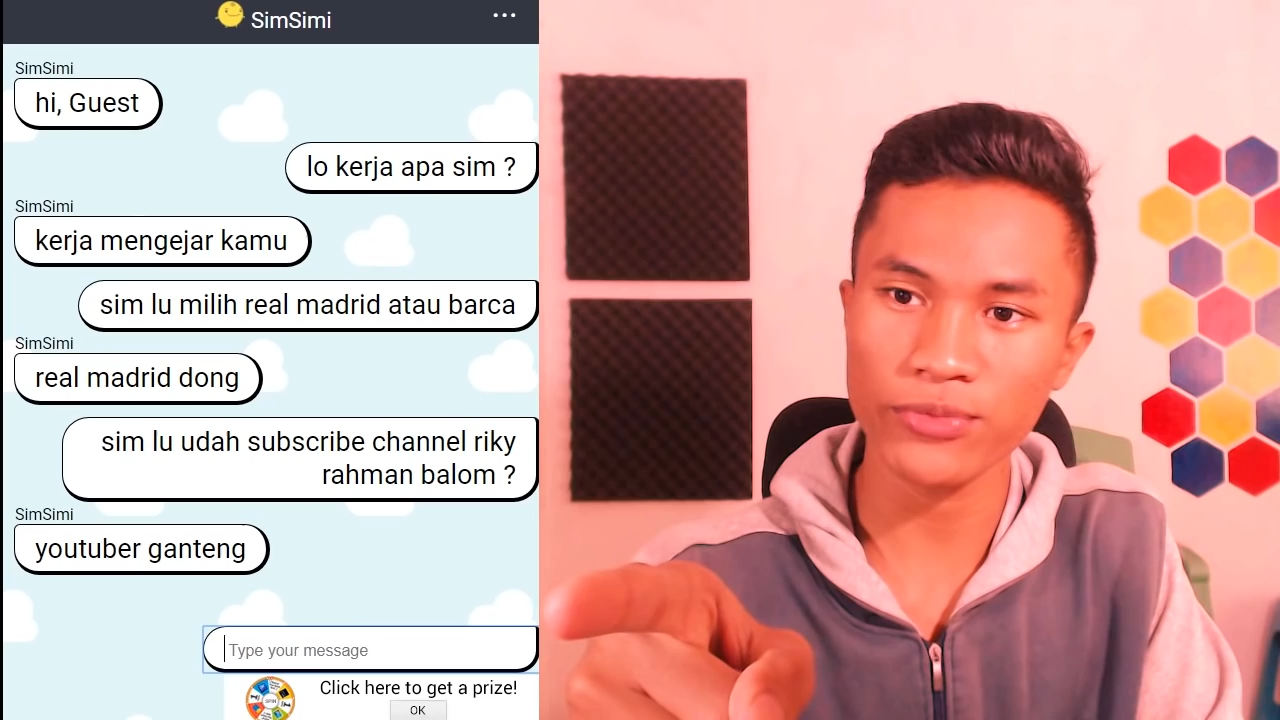 SimSimi
SimSimi
hi, Guest
lo kerja apa sim ?
SimSimi
kerja mengejar kamu
sim lu milih real madrid atau barca
SimSimi
real madrid dong
sim lu udah subscribe channel riky
rahman balom ?
SimSimi
youtuber ganteng
Type your message
Click here to get a prize!
SPIN
OK